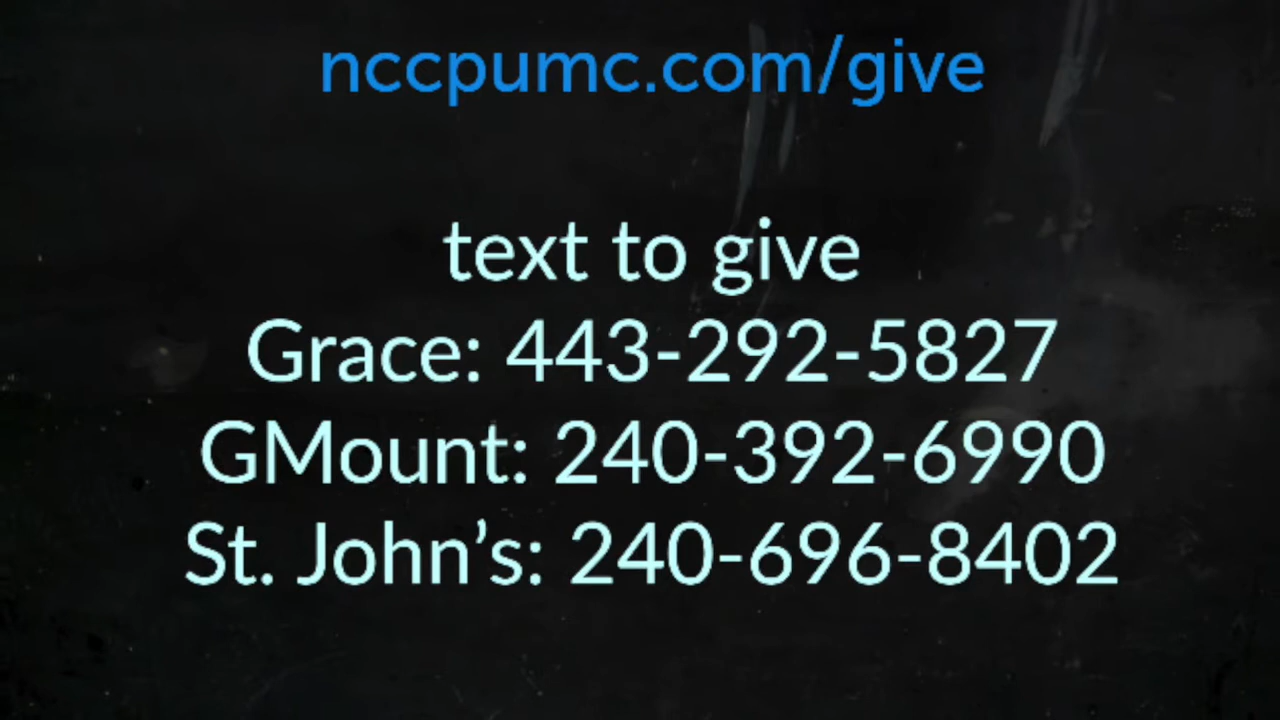 nccpumc.com/give
text to give
Grace: 443-292-5827
GMount: 240-392-6990
St. John’s: 240-696-8402